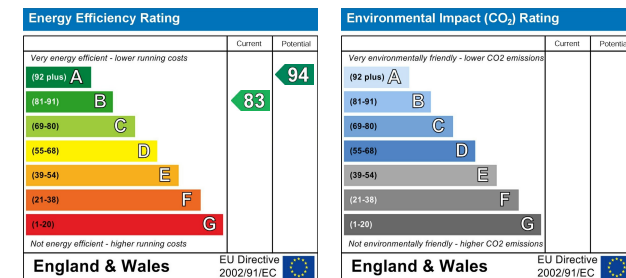 Energy Efficiency Rating
Current Potential
Very energy efficient - lower running costs
(92 plus) A
94
(81-91) B
83
(69-80) C
(55-68) D
(39-54) E
(21-38) F
(1-20) G
Not energy efficient - higher running costs
England & Wales
EU Directive
2002/91/EC
Environmental Impact (CO2) Rating
Current Potential
Very environmentally friendly - lower CO2 emissions
(92 plus) A
(81-91) B
(69-80) C
(55-68) D
(39-54) E
(21-38) F
(1-20) G
Not environmentally friendly - higher CO2 emissions
England & Wales
EU Directive
2002/91/EC